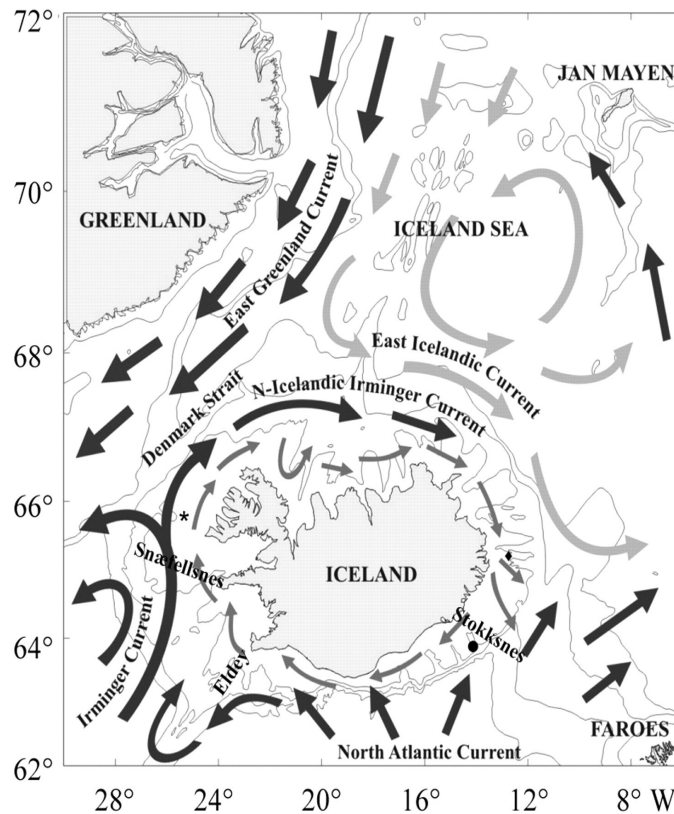 72°
JAN MAYEN
70°
GREENLAND
ICELAND SEA
East Greenland Current
68°
East Icelandic Current
N-Icelandic Irminger Current
Denmark Strait
66°
*
Snæfellsnes
ICELAND
64°
Stokksnes
Irminger Current
Eldey
FAROES
North Atlantic Current
62°
28° 24° 20° 16° 12° 8° W